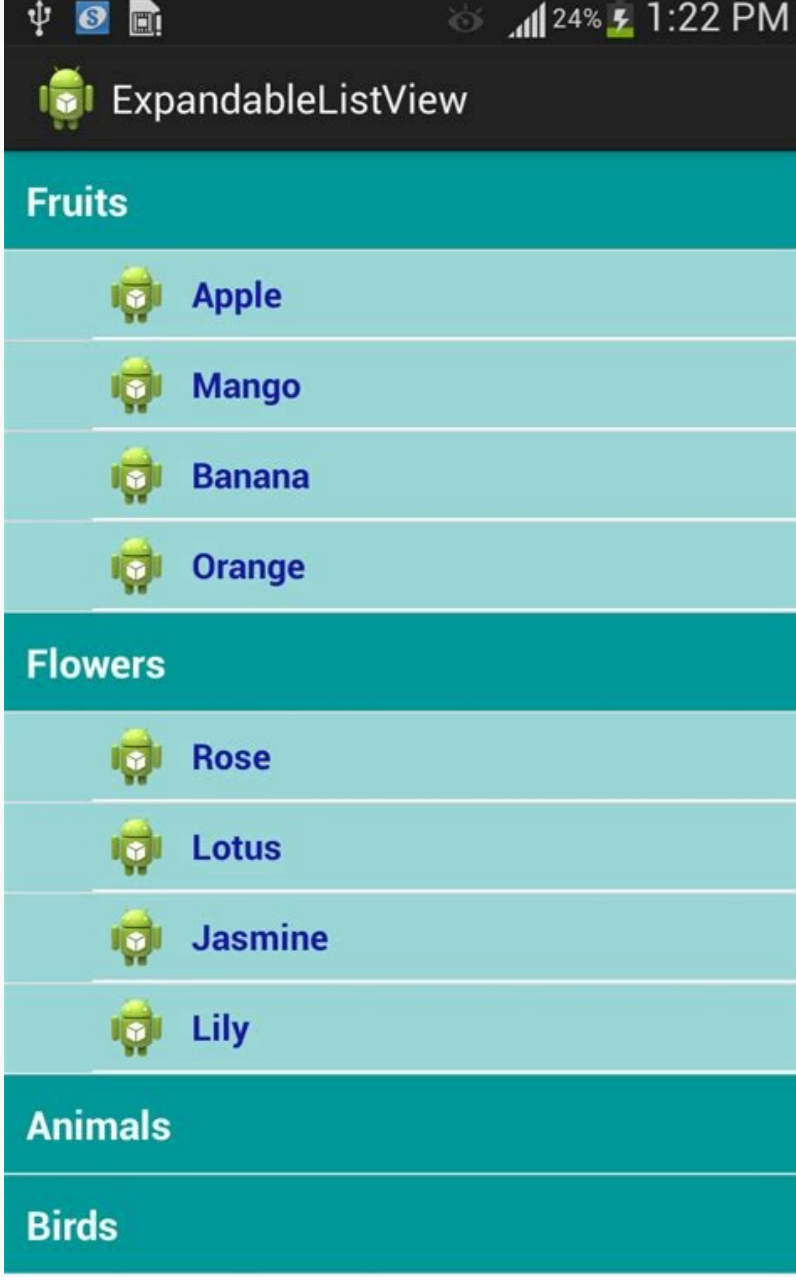 24% 1:22 PM
ExpandableListView
Fruits
Apple
Mango
Banana
Orange
Flowers
Rose
Lotus
Jasmine
Lily
Animals
Birds